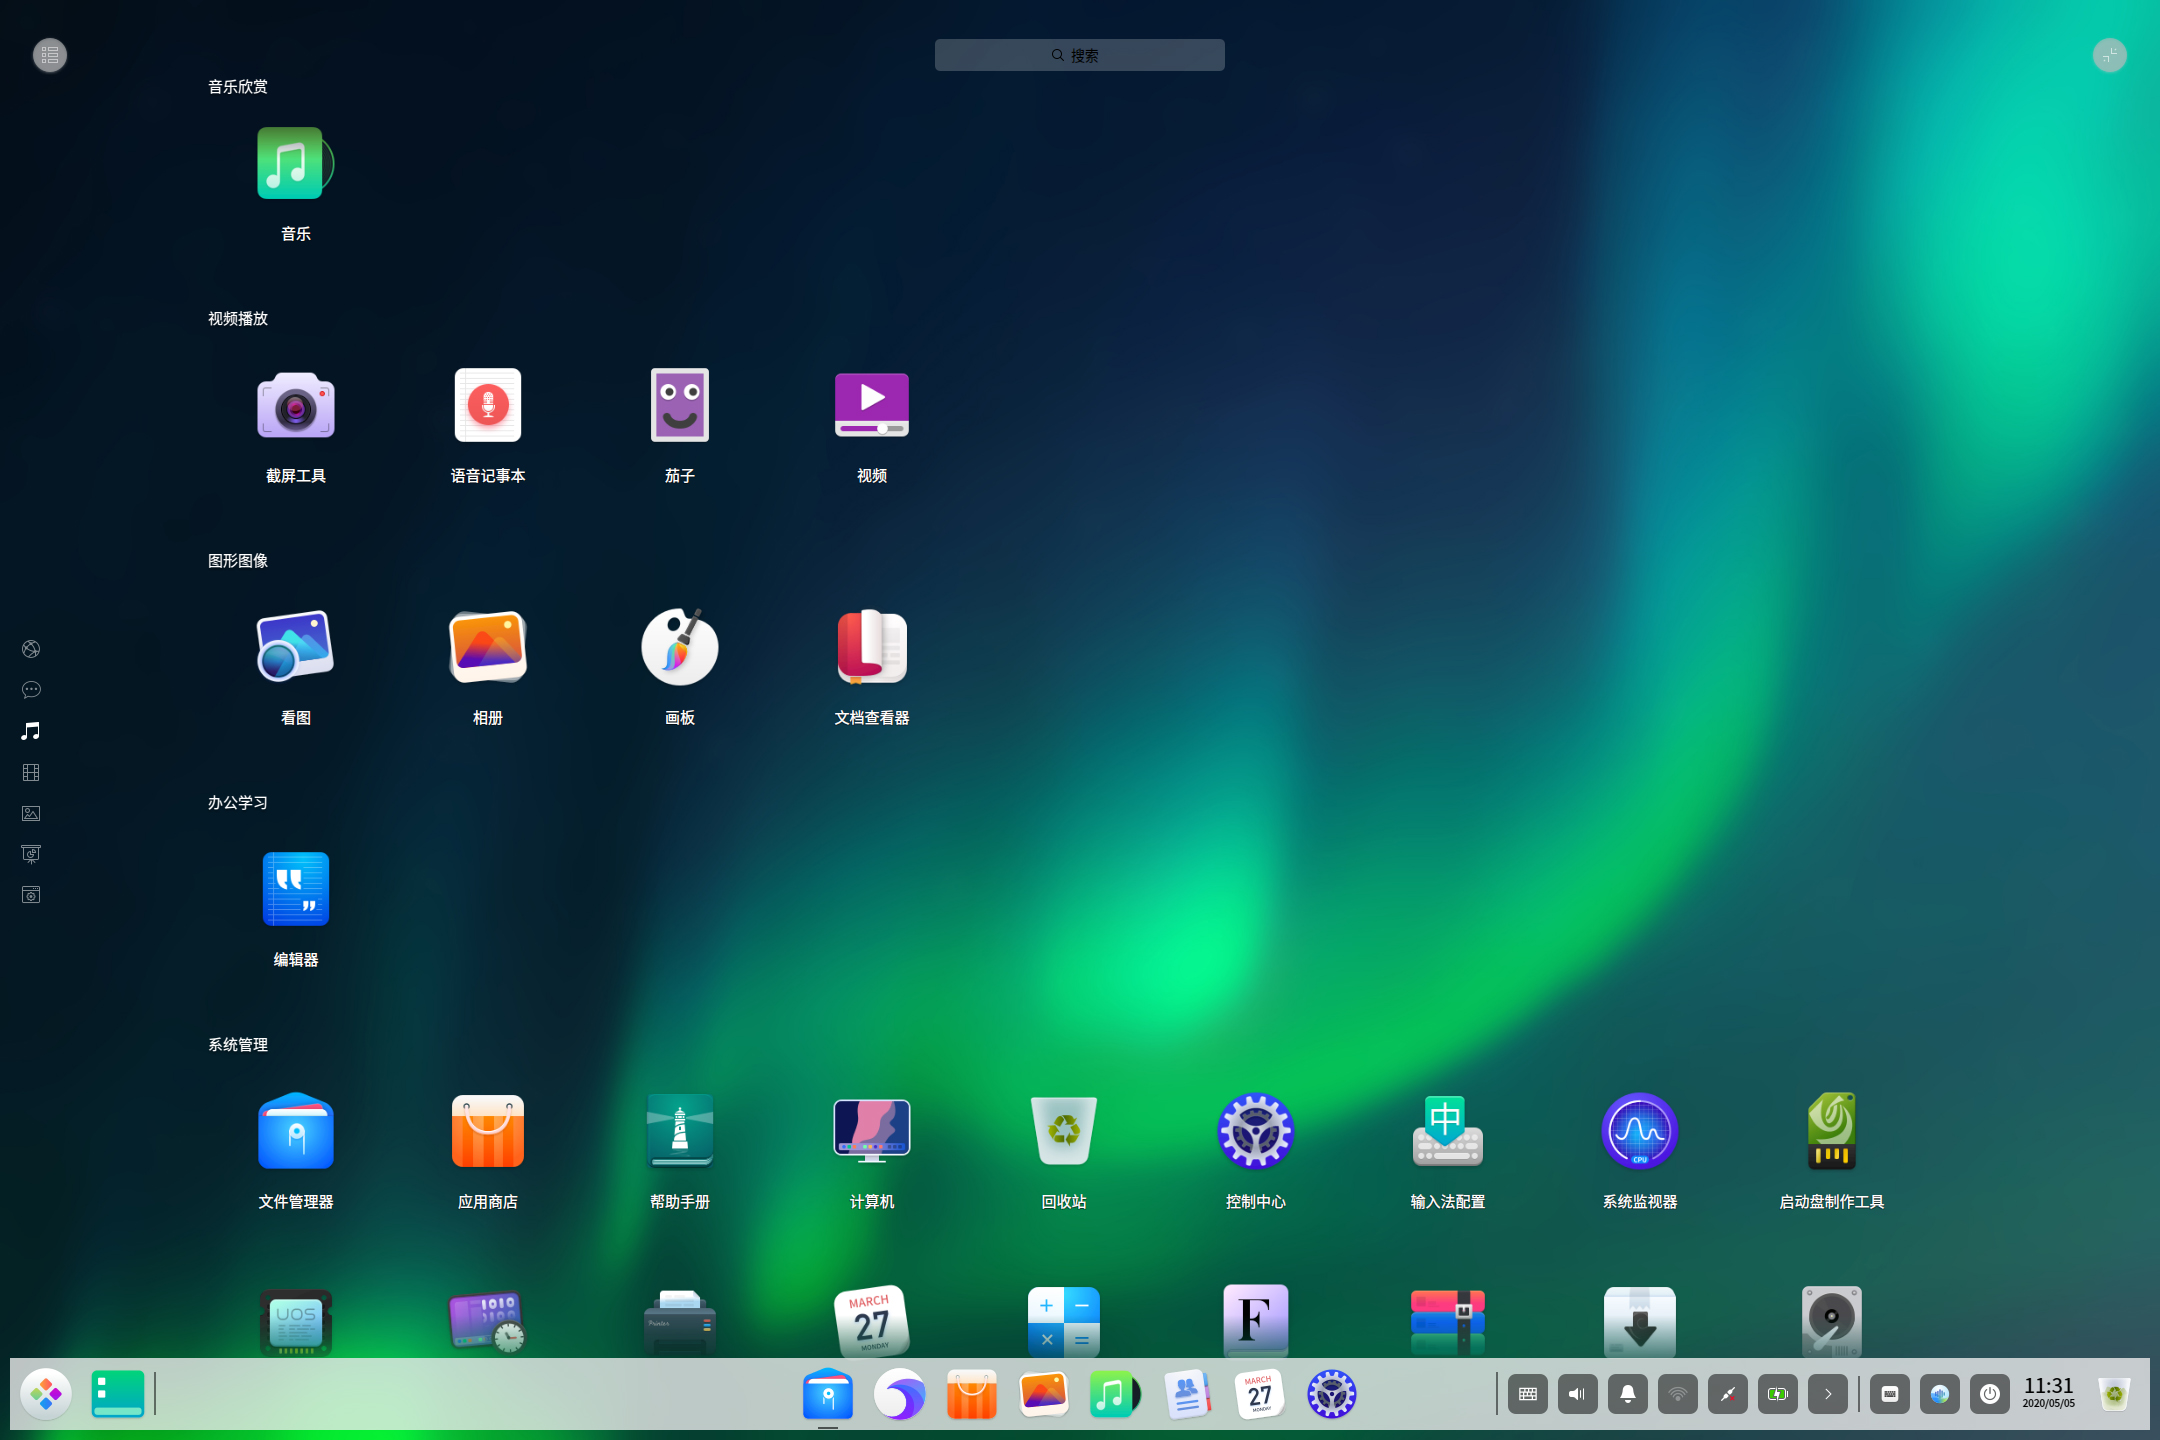 搜索
音乐欣赏
音乐
视频播放
截屏工具
语音记事本
茄子
视频
图形图像
看图
相册
画板
文档查看器
办公学习
编辑器
系统管理
中
CPU
文件管理器
应用商店
帮助手册
计算机
回收站
控制中心
输入法配置
系统监视器
启动盘制作工具
UOS
Printer
MARCH
27
MONDAY
F
MARCH
27
MONDAY
11:31
2020/05/05